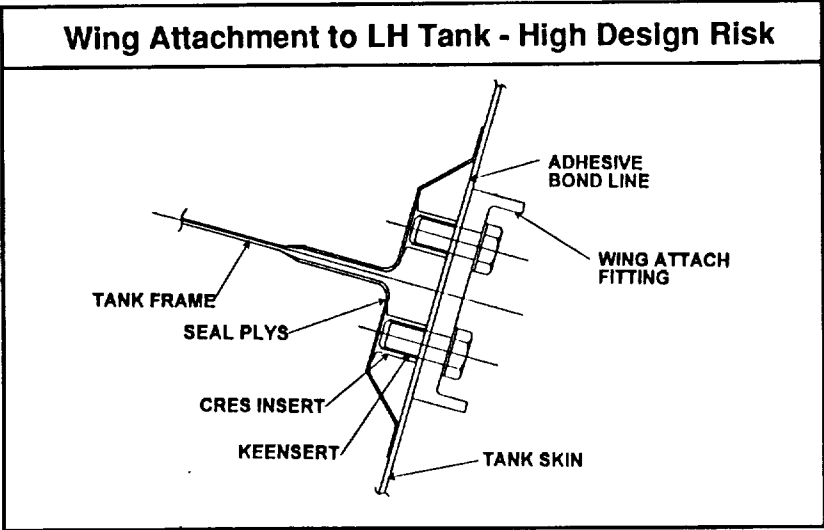 Wing Attachment to LH Tank - High Design Risk
ADHESIVE
BOND LINE
WING ATTACH
FITTING
TANK FRAME
SEAL PLYS
CRES INSERT
KEENSERT
TANK SKIN